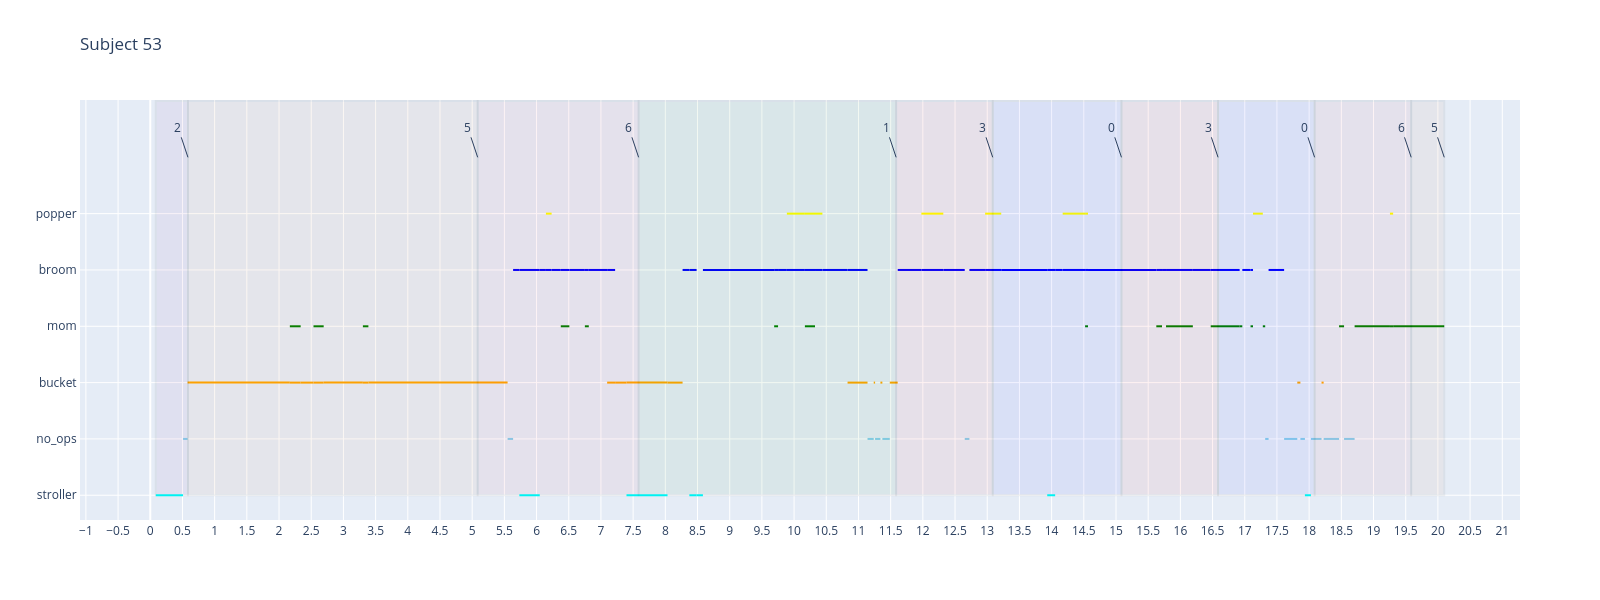 Subject 53
2 5 6 1 3 0 3 0 6 5
popper
broom
mom
bucket
no_ops
stroller
−1 −0.5 0 0.5 1 1.5 2 2.5 3 3.5 4 4.5 5 5.5 6 6.5 7 7.5 8 8.5 9 9.5 10 10.5 11 11.5 12 12.5 13 13.5 14 14.5 15 15.5 16 16.5 17 17.5 18 18.5 19 19.5 20 20.5 21